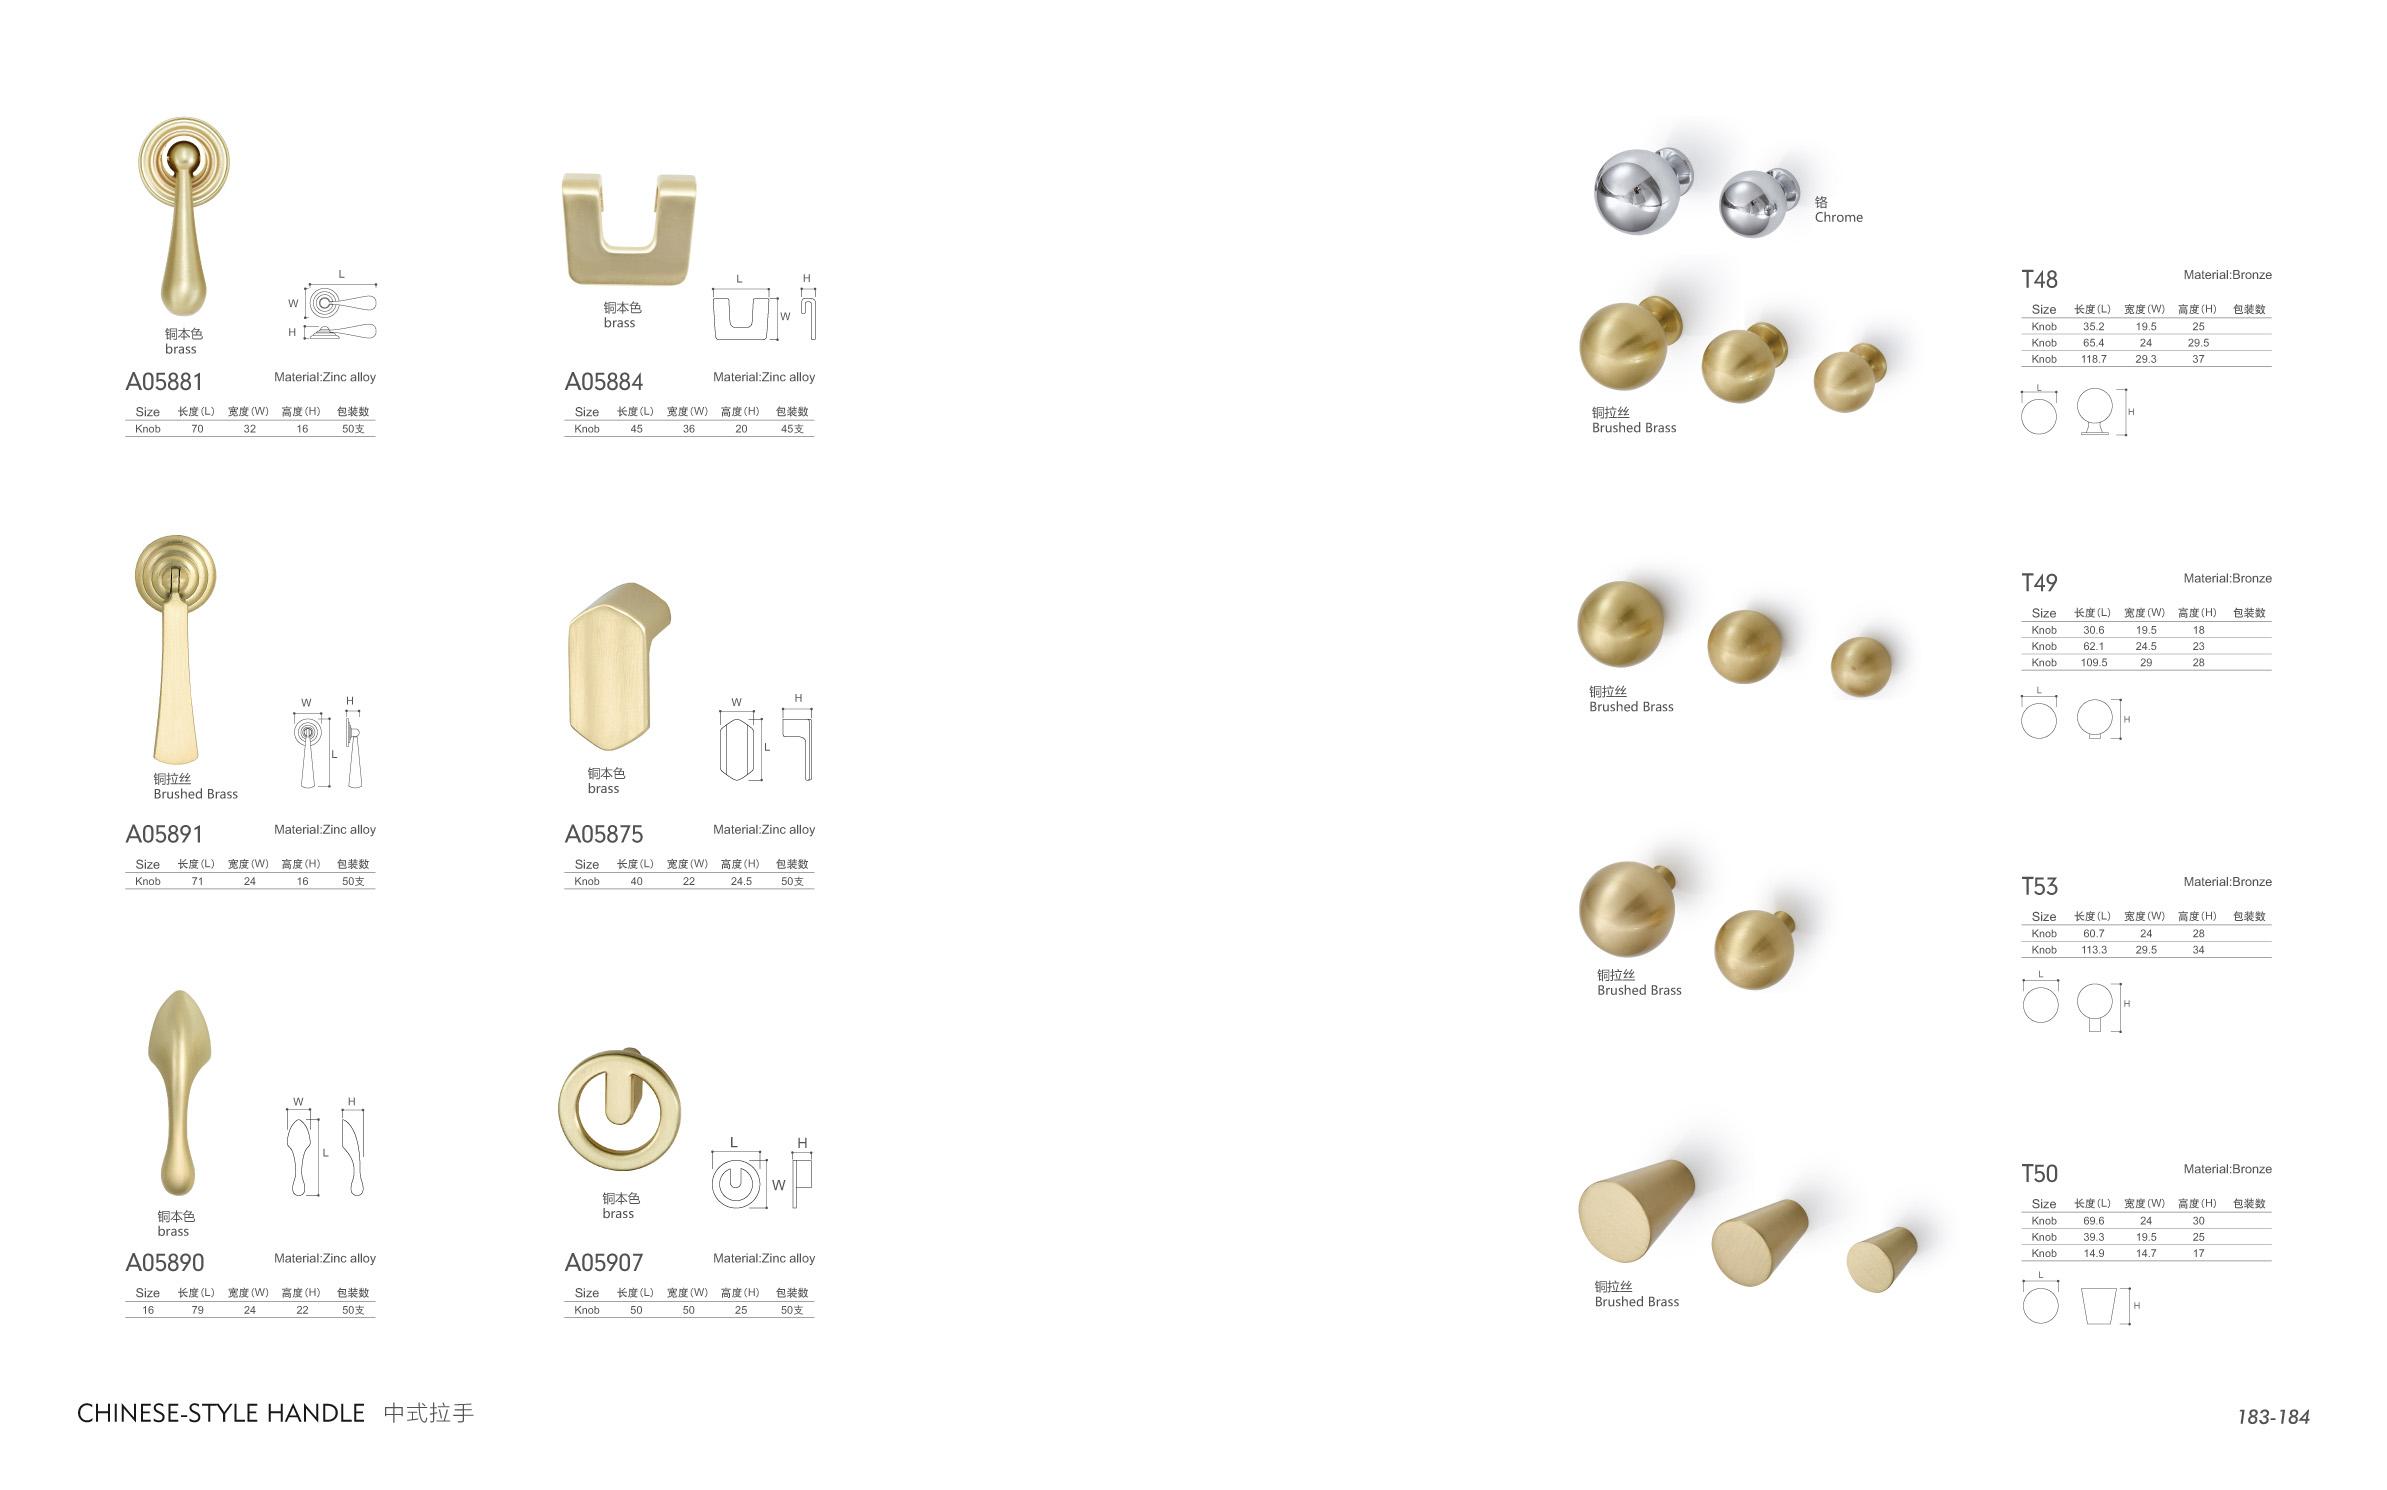 L
W
H
铜本色
brass
A05881 Material:Zinc alloy
Size 长度(L) 宽度(W) 高度(H) 包装数
Knob 70 32 16 50支
L H
W
铜本色
brass
A05884 Material:Zinc alloy
Size 长度(L) 宽度(W) 高度(H) 包装数
Knob 45 36 20 45支
铬
Chrome
铜拉丝
Brushed Brass
T48 Material:Bronze
Size 长度(L) 宽度(W) 高度(H) 包装数
Knob 35.2 19.5 25
Knob 65.4 24 29.5
Knob 118.7 29.3 37
L
H
W H
L
铜拉丝
Brushed Brass
A05891 Material:Zinc alloy
Size 长度(L) 宽度(W) 高度(H) 包装数
Knob 71 24 16 50支
W H
L
铜本色
brass
A05875 Material:Zinc alloy
Size 长度(L) 宽度(W) 高度(H) 包装数
Knob 40 22 24.5 50支
铜拉丝
Brushed Brass
T49 Material:Bronze
Size 长度(L) 宽度(W) 高度(H) 包装数
Knob 30.6 19.5 18
Knob 62.1 24.5 23
Knob 109.5 29 28
L
H
铜拉丝
Brushed Brass
T53 Material:Bronze
Size 长度(L) 宽度(W) 高度(H) 包装数
Knob 60.7 24 28
Knob 113.3 29.5 34
L
H
W H
L
铜本色
brass
A05890 Material:Zinc alloy
Size 长度(L) 宽度(W) 高度(H) 包装数
16 79 24 22 50支
L H
W
铜本色
brass
A05907 Material:Zinc alloy
Size 长度(L) 宽度(W) 高度(H) 包装数
Knob 50 50 25 50支
铜拉丝
Brushed Brass
T50 Material:Bronze
Size 长度(L) 宽度(W) 高度(H) 包装数
Knob 69.6 24 30
Knob 39.3 19.5 25
Knob 14.9 14.7 17
L
H
CHINESE-STYLE HANDLE 中式拉手
183-184